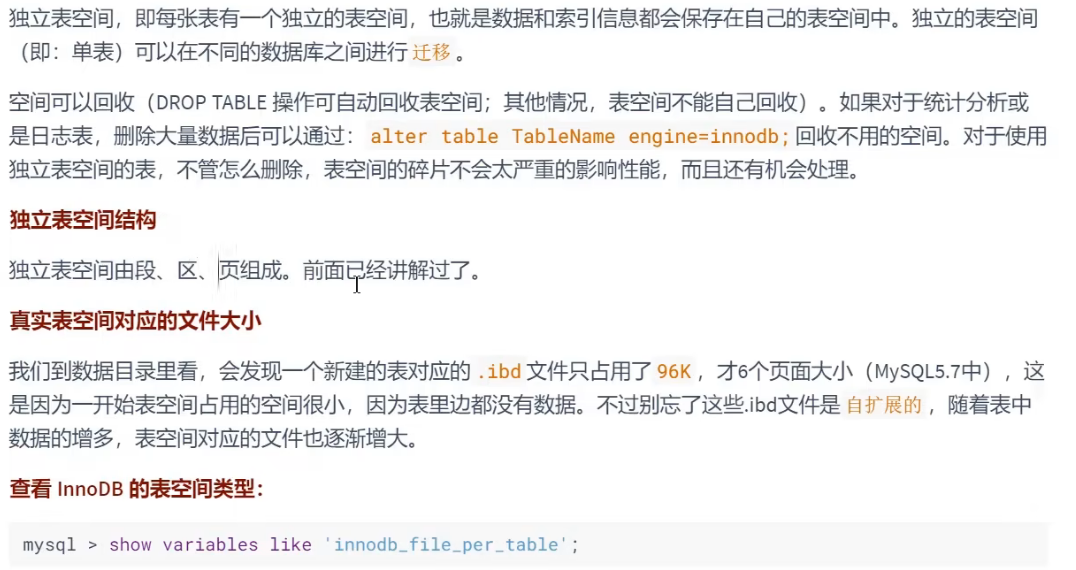 独立表空间，即每张表有一个独立的表空间，也就是数据和索引信息都会保存在自己的表空间中。独立的表空间
（即：单表）可以在不同的数据库之间进行 迁移 。
空间可以回收（DROP TABLE 操作可自动回收表空间；其他情况，表空间不能自己回收）。如果对于统计分析或
是日志表，删除大量数据后可以通过： alter table TableName engine=innodb; 回收不用的空间。对于使用
独立表空间的表，不管怎么删除，表空间的碎片不会太严重的影响性能，而且还有机会处理。
独立表空间结构
独立表空间由段、区、页组成。前面已经讲解过了。
真实表空间对应的文件大小
我们到数据目录里看，会发现一个新建的表对应的 .ibd 文件只占用了 96K ，才6个页面大小（MySQL5.7中），这
是因为一开始表空间占用的空间很小，因为表里边都没有数据。不过别忘了这些.ibd文件是 自扩展的 ，随着表中
数据的增多，表空间对应的文件也逐渐增大。
查看 InnoDB 的表空间类型：
mysql > show variables like 'innodb_file_per_table';